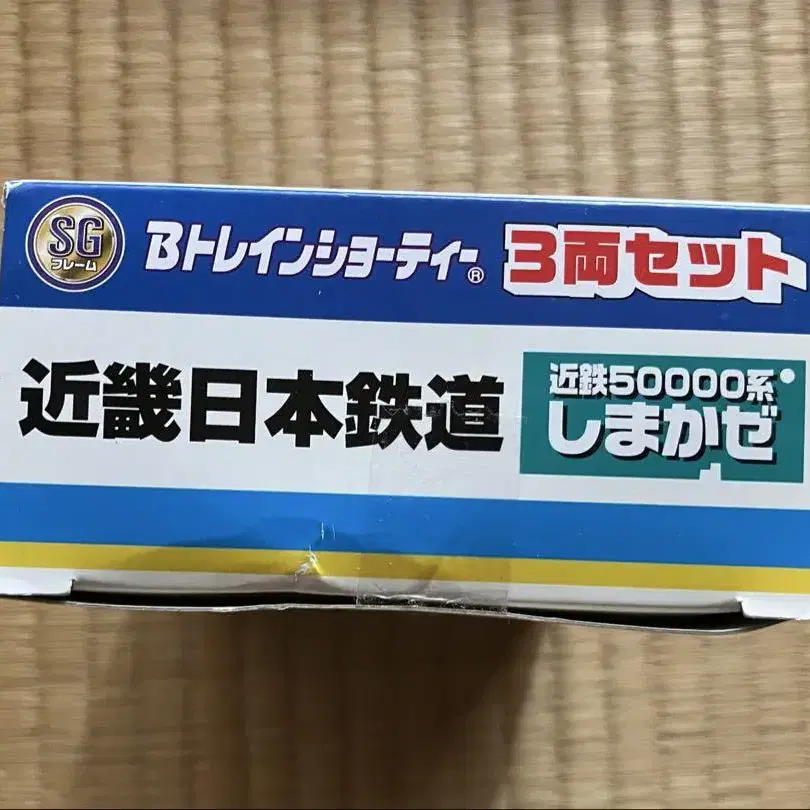 SG
フレーム
Bトレインショーティー® 3両セット
近畿日本鉄道
近鉄50000系
しまかぜ